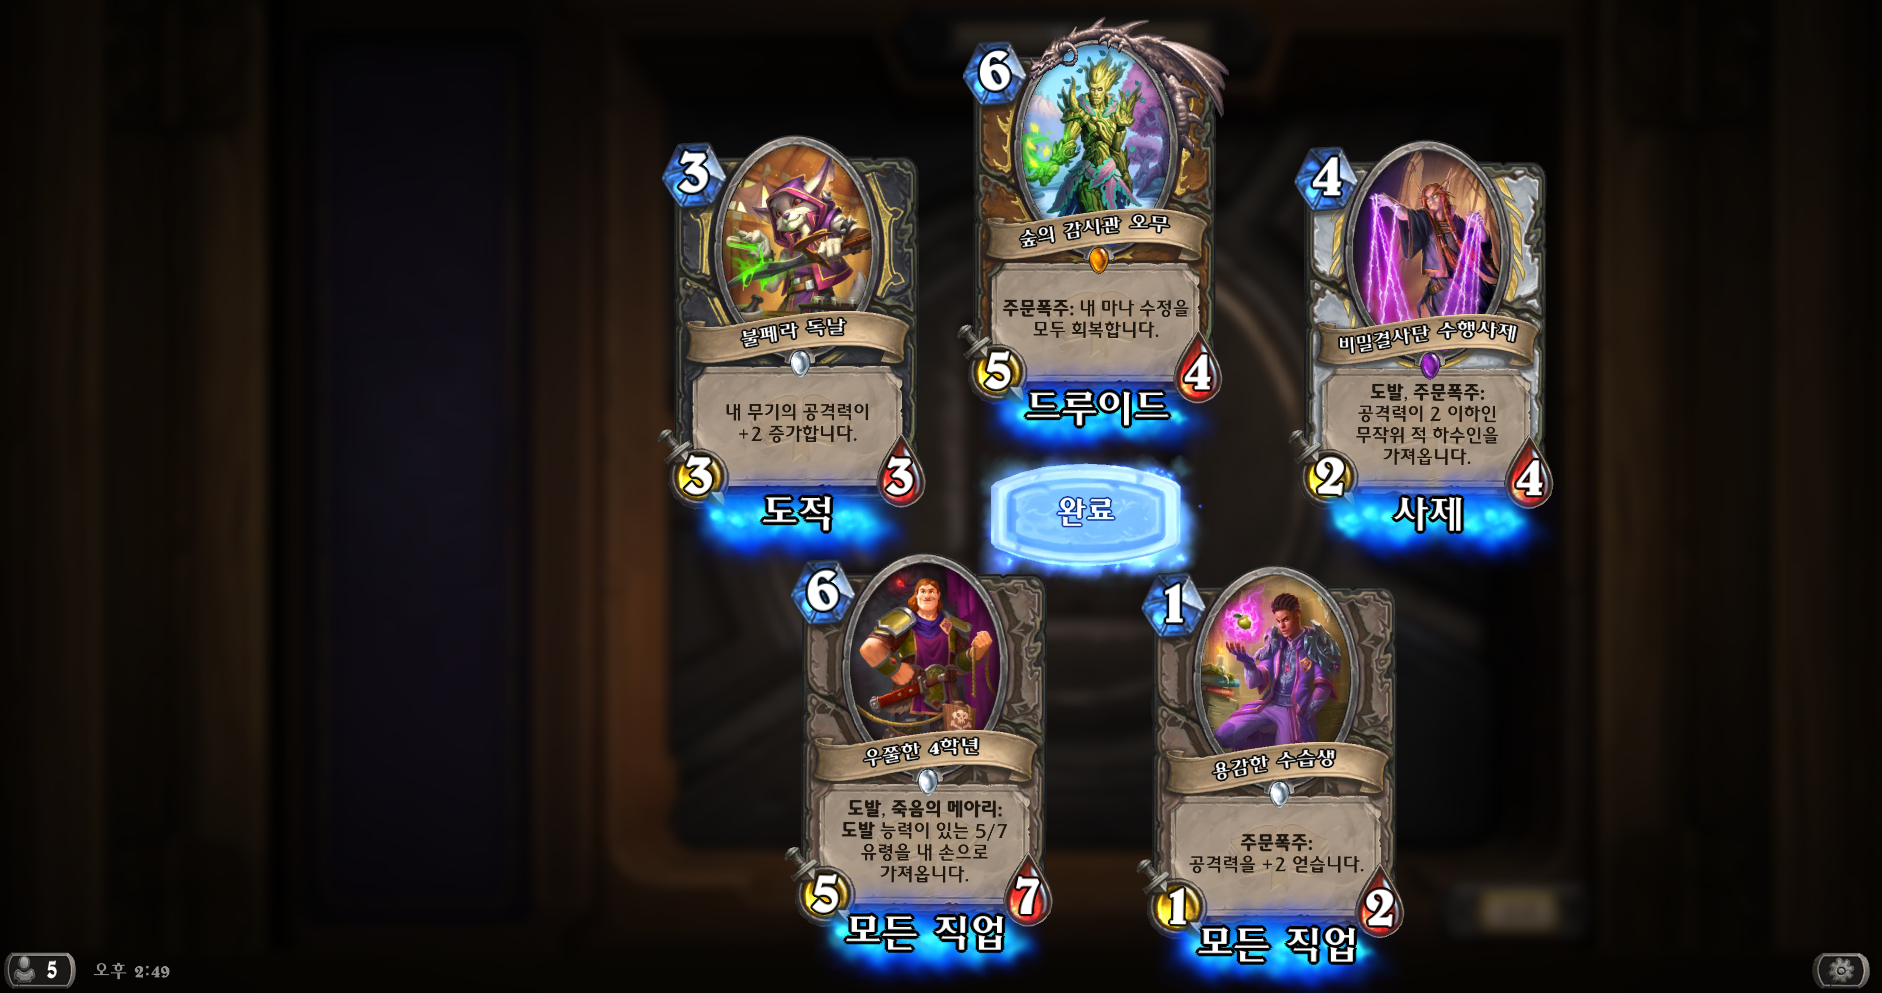 6
숲의 감시관 오무
주문폭주: 내 마나 수정을
모두 회복합니다.
5
4
드루이드
3
불페라 독날
내 무기의 공격력이
+2 증가합니다.
3
3
도적
4
비밀결사단 수행사제
도발, 주문폭주:
공격력이 2 이하인
무작위 적 하수인을
가져옵니다.
2
4
사제
완료
6
우쭐한 4학년
도발, 죽음의 메아리:
도발 능력이 있는 5/7
유령을 내 손으로
가져옵니다.
5
7
모든 직업
1
용감한 수습생
주문폭주:
공격력을 +2 얻습니다.
1
2
모든 직업
5
오후 2:49